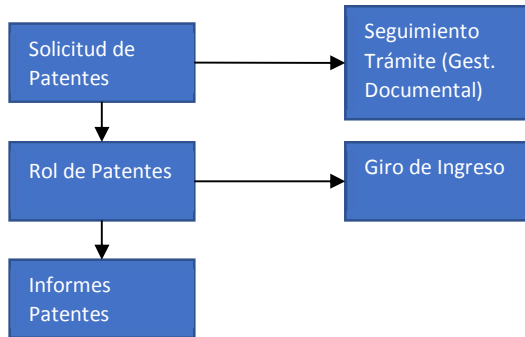 Solicitud de
Patentes
Seguimiento
Trámite (Gest.
Documental)
Rol de Patentes
Giro de Ingreso
Informes
Patentes